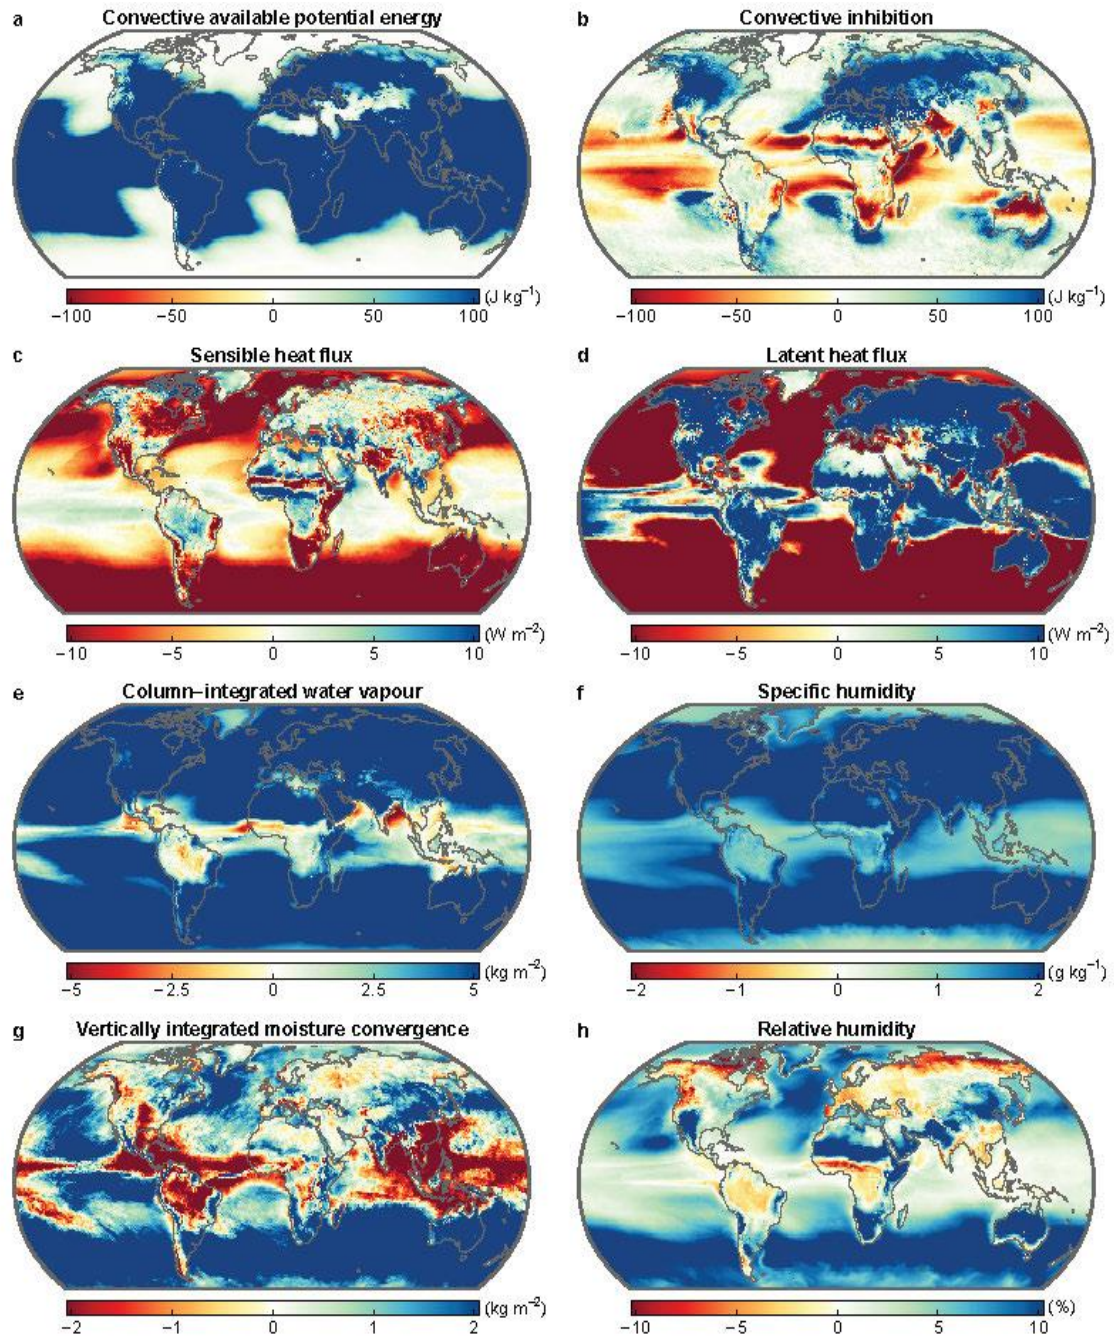 a Convective available potential energy
−100 −50 0 50 100 (J kg⁻¹)
b Convective inhibition
−100 −50 0 50 100 (J kg⁻¹)
c Sensible heat flux
−10 −5 0 5 10 (W m⁻²)
d Latent heat flux
−10 −5 0 5 10 (W m⁻²)
e Column−integrated water vapour
−5 −2.5 0 2.5 5 (kg m⁻²)
f Specific humidity
−2 −1 0 1 2 (g kg⁻¹)
g Vertically integrated moisture convergence
−2 −1 0 1 2 (kg m⁻²)
h Relative humidity
−10 −5 0 5 10 (%)